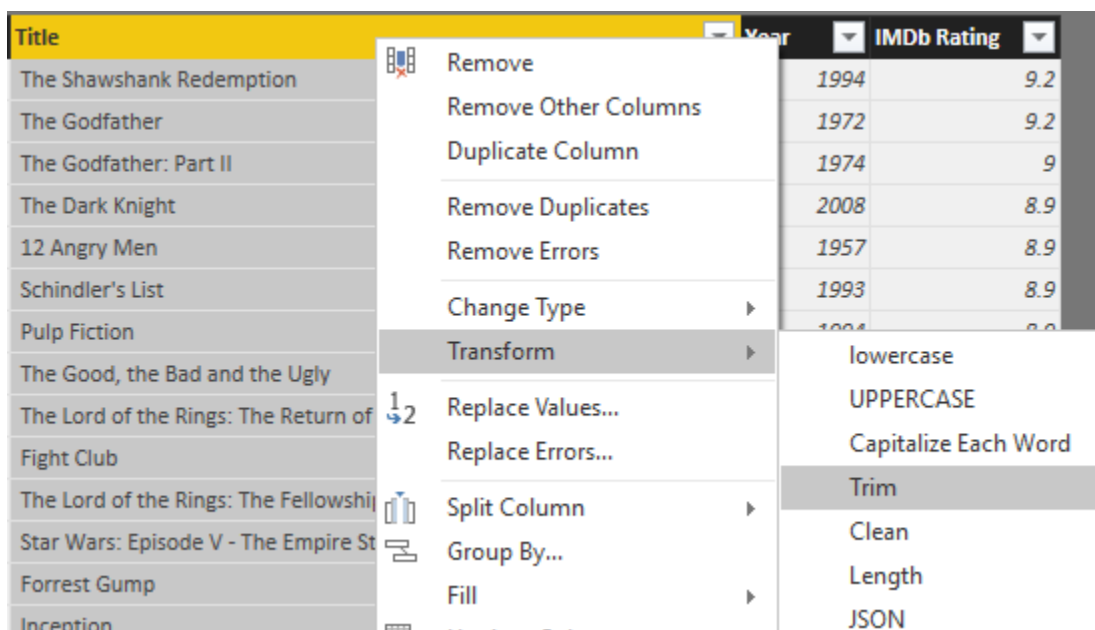 Title Year IMDb Rating
The Shawshank Redemption 1994 9.2
The Godfather 1972 9.2
The Godfather: Part II 1974 9
The Dark Knight 2008 8.9
12 Angry Men 1957 8.9
Schindler's List 1993 8.9
Pulp Fiction 1994
The Good, the Bad and the Ugly
The Lord of the Rings: The Return of
Fight Club
The Lord of the Rings: The Fellowship
Star Wars: Episode V - The Empire St
Forrest Gump
Inception
Remove
Remove Other Columns
Duplicate Column
Remove Duplicates
Remove Errors
Change Type
Transform
1 2 Replace Values...
Replace Errors...
Split Column
Group By...
Fill
lowercase
UPPERCASE
Capitalize Each Word
Trim
Clean
Length
JSON